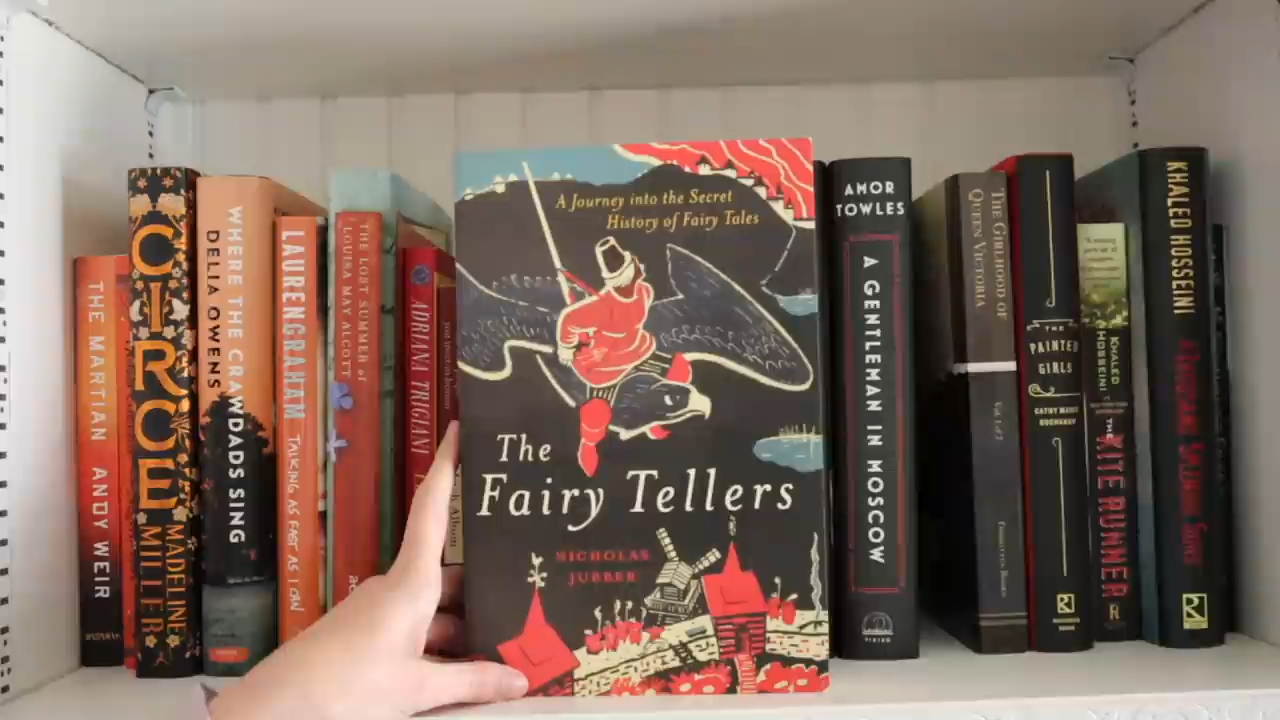 THE MARTIAN ANDY WEIR
CIRCE
MADELINE
MILLER
WHERE THE CRAWDADS SING
DELIA OWENS
LAUREN GRAHAM
TALKING AS FAST AS I CAN
THE LOST SUMMER of
LOUISA MAY ALCOTT
ADRIANA TRIGIANI
A Journey into the Secret
History of Fairy Tales
The
Fairy Tellers
NICHOLAS
JUBBER
AMOR
TOWLES
A GENTLEMAN IN MOSCOW
THE GIRLHOOD OF
QUEEN VICTORIA
THE
PAINTED
GIRLS
CATHY MARIE
BUCHANAN
KHALED
HOSSEINI
THE
KITE RUNNER
KHALED HOSSEINI
A Thousand Splendid Suns